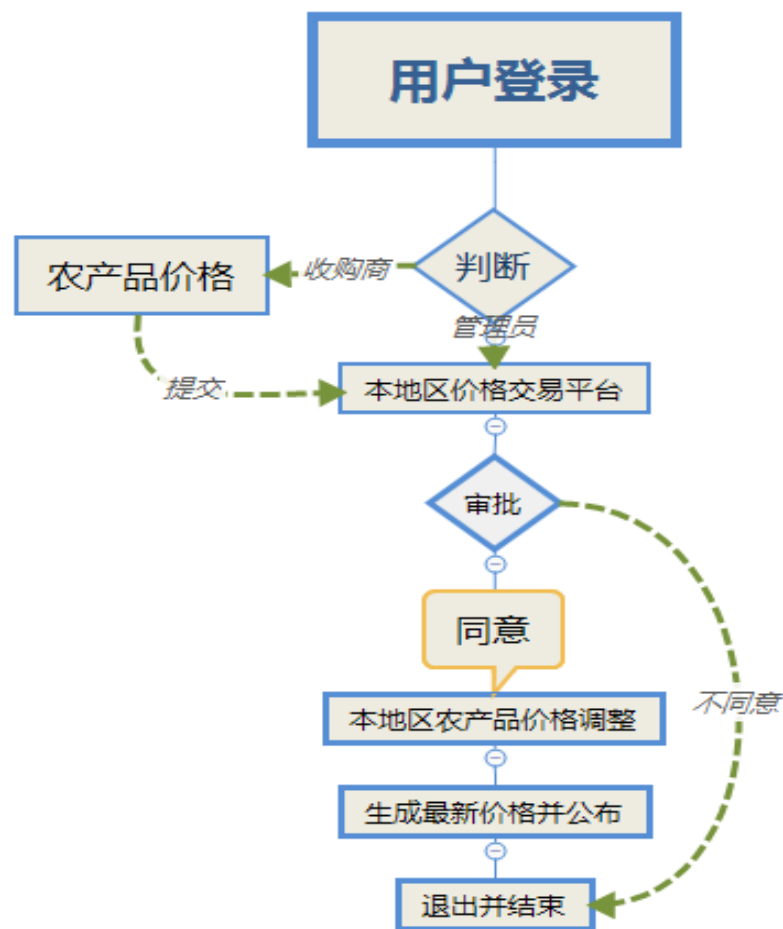 用户登录
判断
收购商
农产品价格
管理员
提交
本地区价格交易平台
审批
同意
不同意
本地区农产品价格调整
生成最新价格并公布
退出并结束